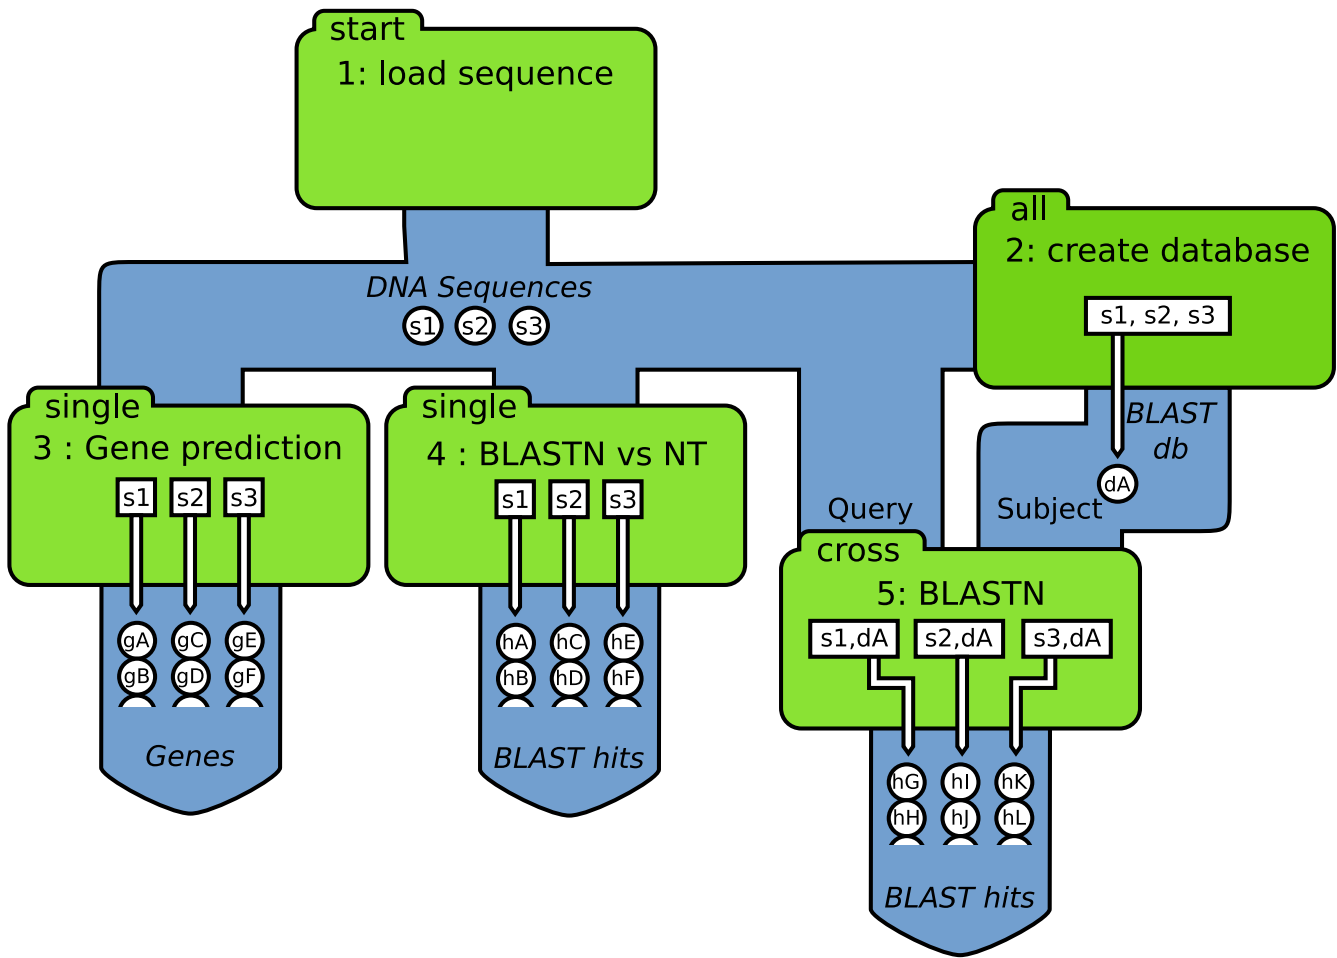 start
1: load sequence
all
2: create database
s1, s2, s3
DNA Sequences
s1 s2 s3
single
3 : Gene prediction
s1 s2 s3
gA gC gE
gB gD gF
Genes
single
4 : BLASTN vs NT
s1 s2 s3
hA hC hE
hB hD hF
BLAST hits
BLAST
db
dA
Query
Subject
cross
5: BLASTN
s1,dA s2,dA s3,dA
hG hI hK
hH hJ hL
BLAST hits